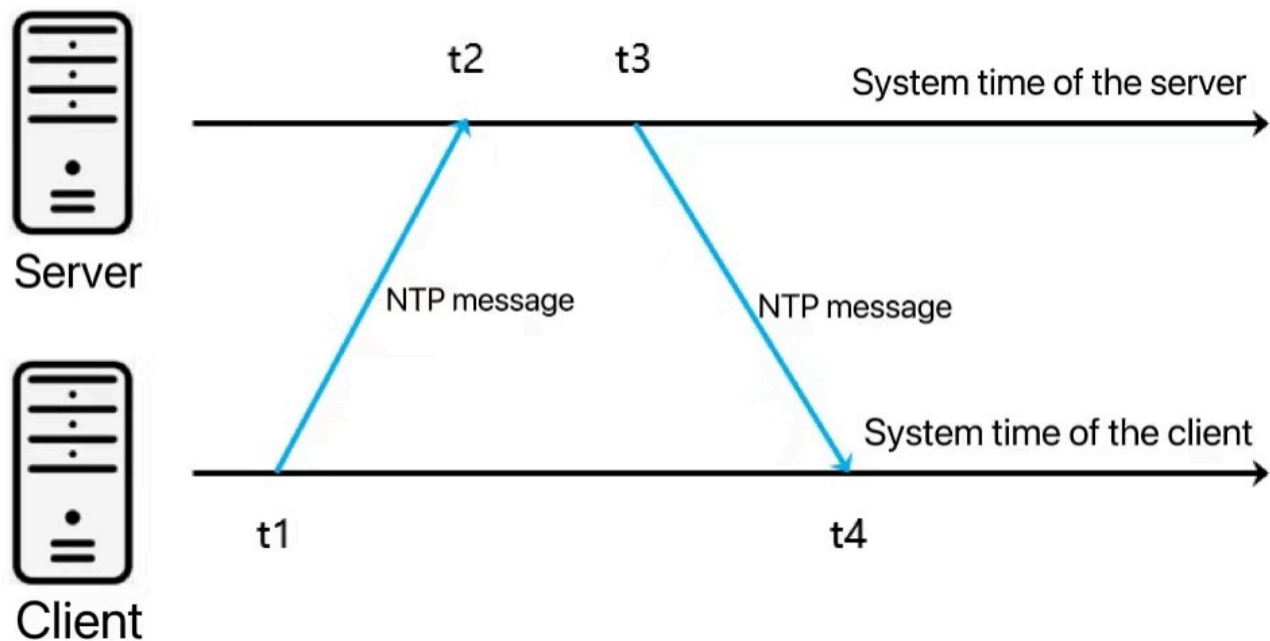 t2
t3
System time of the server
Server
NTP message
NTP message
System time of the client
t1
t4
Client